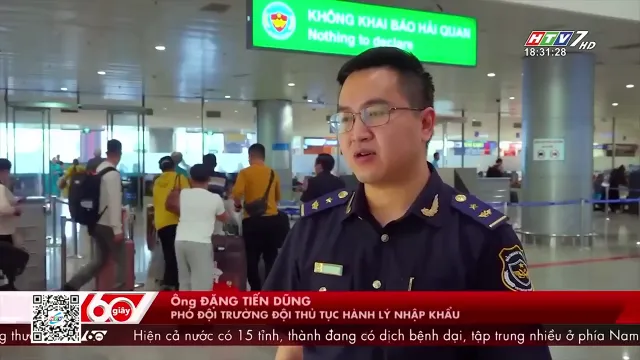 KHÔNG KHAI BÁO HẢI QUAN
Nothing to declare
HTV7 HD
18:31:28
60 giây
Ông ĐẶNG TIẾN DŨNG
PHÓ ĐỘI TRƯỞNG ĐỘI THỦ TỤC HÀNH LÝ NHẬP KHẨU
g thu Hiện cả nước có 15 tỉnh, thành đang có dịch bệnh dại, tập trung nhiều ở phía Nam